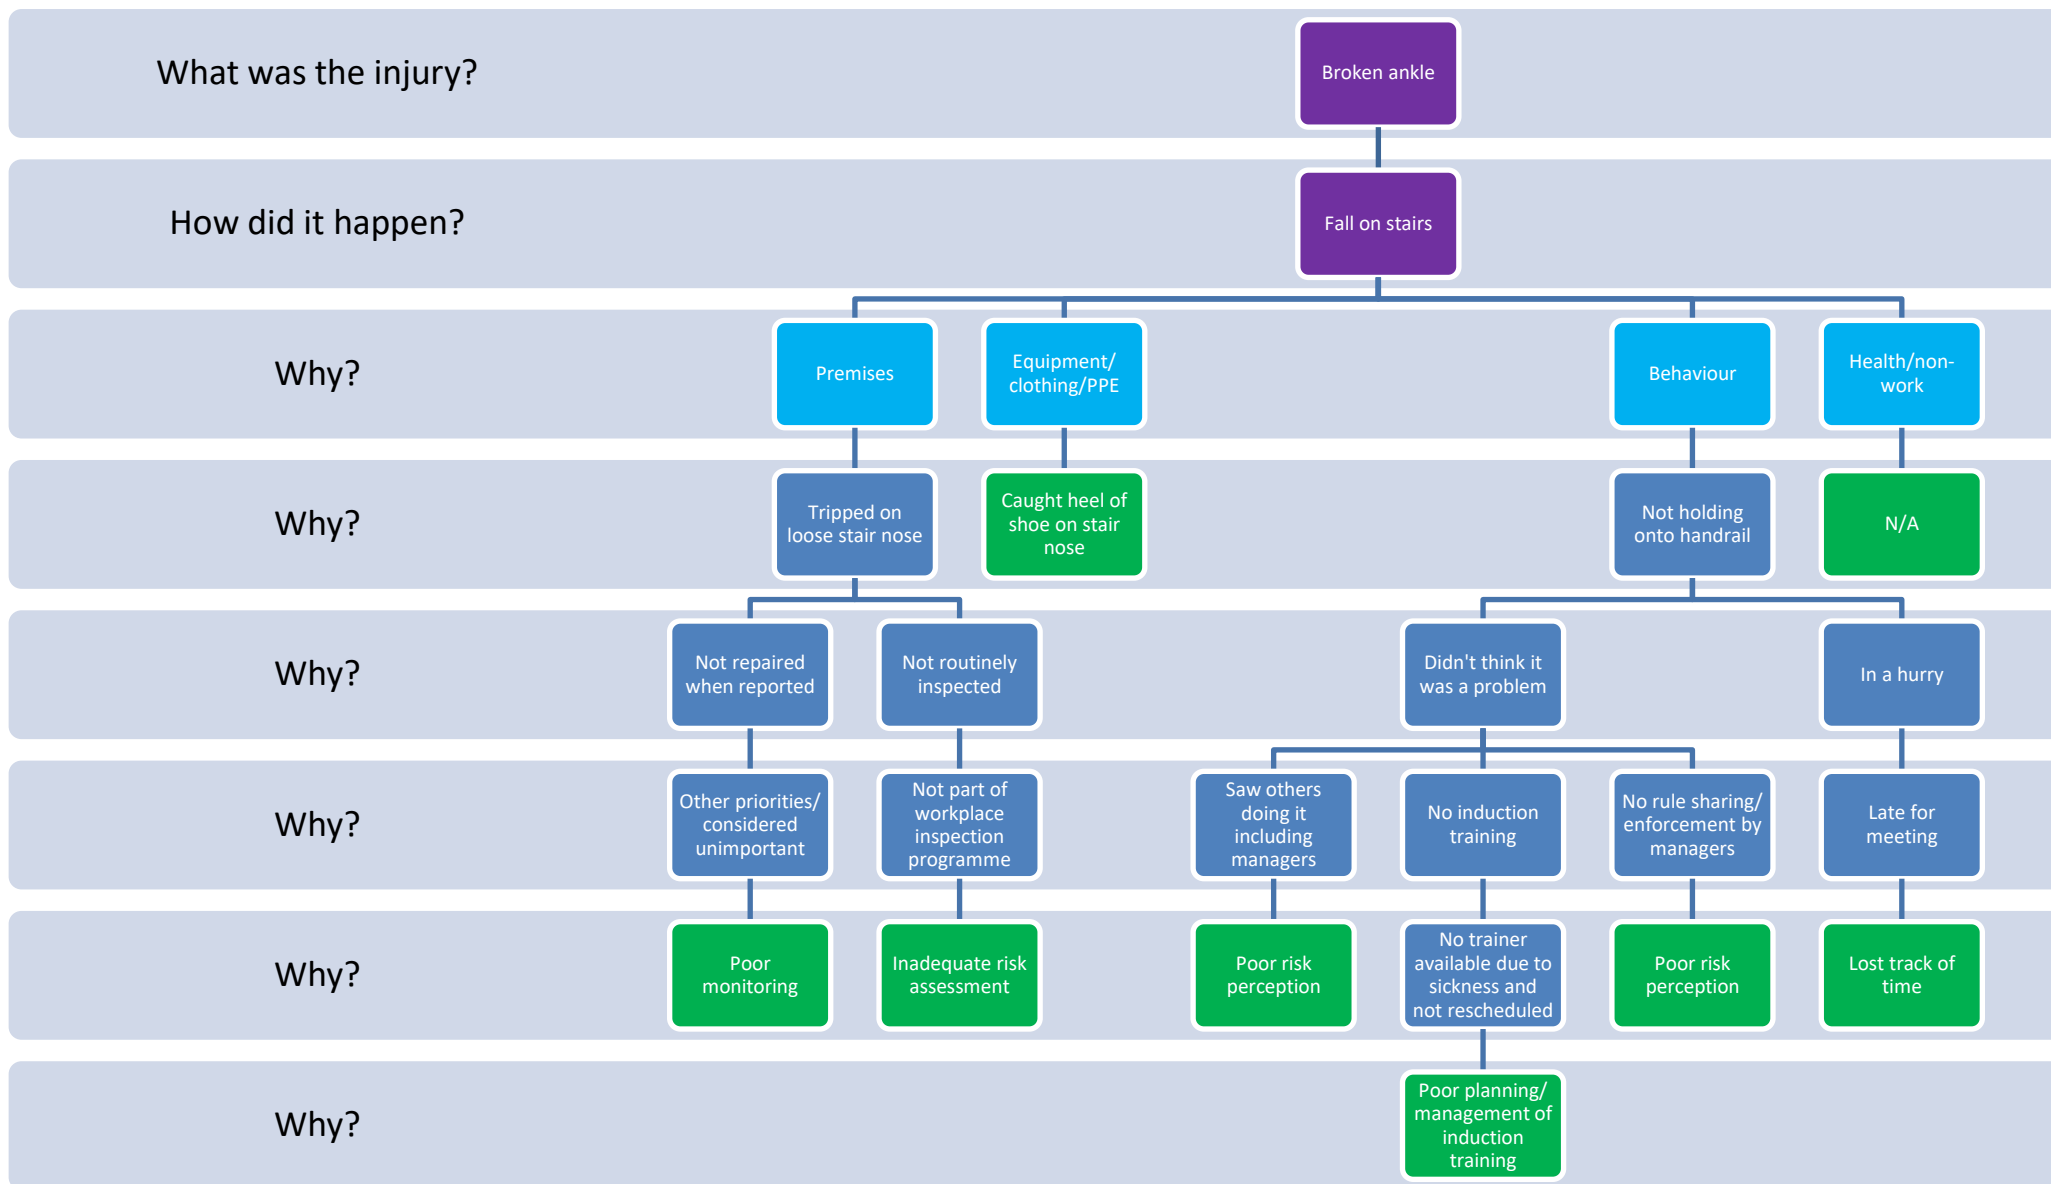 What was the injury?
Broken ankle
How did it happen?
Fall on stairs
Why?
Premises
Equipment/
clothing/PPE
Behaviour
Health/non-
work
Why?
Tripped on
loose stair nose
Caught heel of
shoe on stair
nose
Not holding
onto handrail
N/A
Why?
Not repaired
when reported
Not routinely
inspected
Didn't think it
was a problem
In a hurry
Why?
Other priorities/
considered
unimportant
Not part of
workplace
inspection
programme
Saw others
doing it
including
managers
No induction
training
No rule sharing/
enforcement by
managers
Late for
meeting
Why?
Poor
monitoring
Inadequate risk
assessment
Poor risk
perception
No trainer
available due to
sickness and
not rescheduled
Poor risk
perception
Lost track of
time
Why?
Poor planning/
management of
induction
training